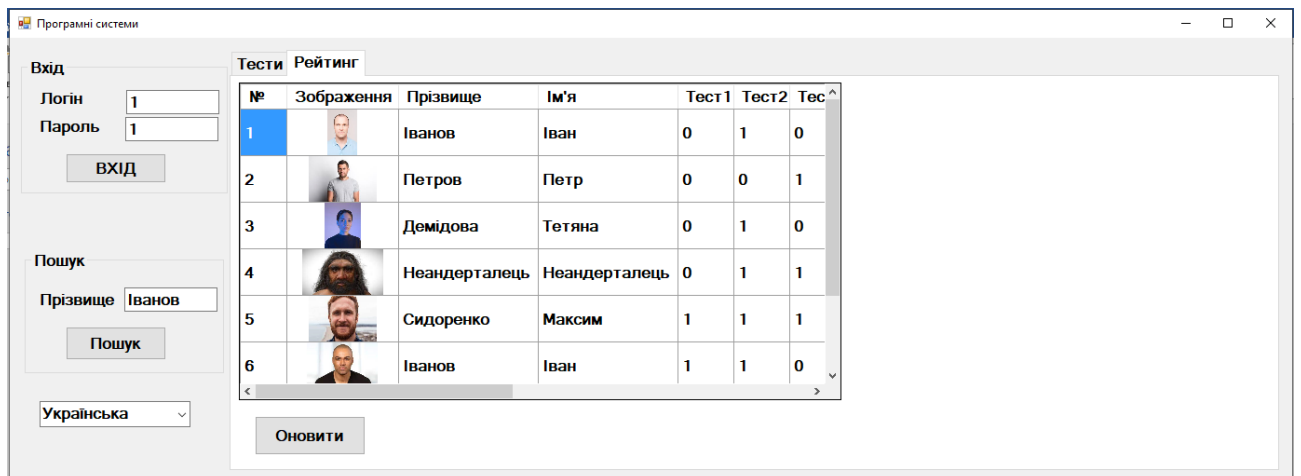 Програмні системи
Вхід
Логін 1
Пароль 1
ВХІД
Пошук
Прізвище Іванов
Пошук
Українська
Тести Рейтинг
№ Зображення Прізвище Ім'я Тест1 Тест2 Тес
1 Іванов Іван 0 1 0
2 Петров Петр 0 0 1
3 Демідова Тетяна 0 1 0
4 Неандерталець Неандерталець 0 1 1
5 Сидоренко Максим 1 1 1
6 Іванов Іван 1 1 0
Оновити